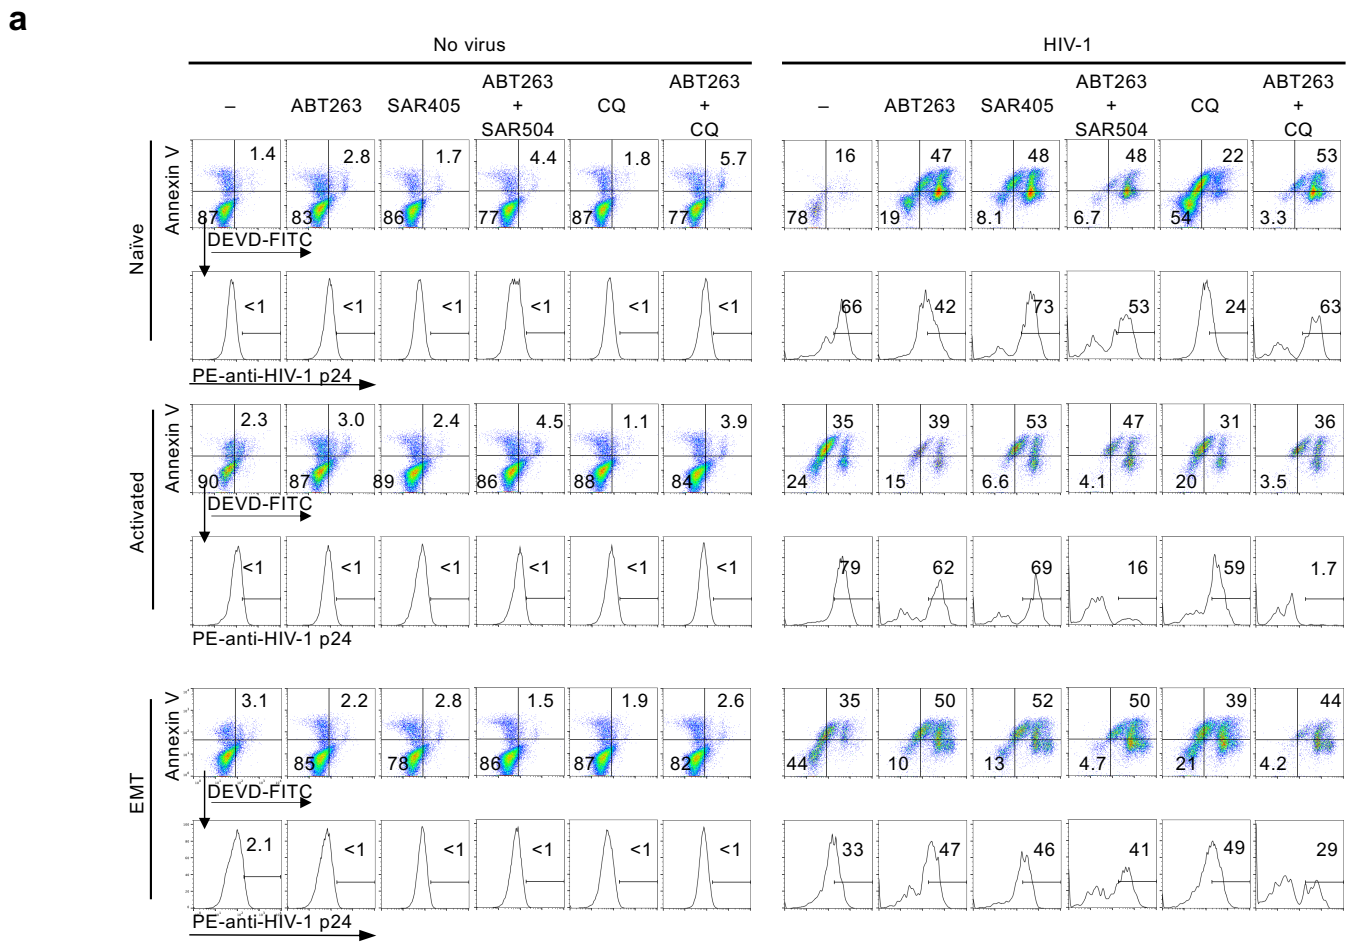 a
No virus
HIV-1
– ABT263 SAR405 ABT263 + SAR504 CQ ABT263 + CQ
– ABT263 SAR405 ABT263 + SAR504 CQ ABT263 + CQ
Naïve
Annexin V
1.4 2.8 1.7 4.4 1.8 5.7 16 47 48 48 22 53
87 83 86 77 87 77 78 19 8.1 6.7 54 3.3
DEVD-FITC
<1 <1 <1 <1 <1 <1 66 42 73 53 24 63
PE-anti-HIV-1 p24
Activated
Annexin V
2.3 3.0 2.4 4.5 1.1 3.9 35 39 53 47 31 36
90 87 89 86 88 84 24 15 6.6 4.1 20 3.5
DEVD-FITC
<1 <1 <1 <1 <1 <1 79 62 69 16 59 1.7
PE-anti-HIV-1 p24
EMT
Annexin V
3.1 2.2 2.8 1.5 1.9 2.6 35 50 52 50 39 44
85 78 86 87 82 44 10 13 4.7 21 4.2
DEVD-FITC
2.1 <1 <1 <1 <1 <1 33 47 46 41 49 29
PE-anti-HIV-1 p24